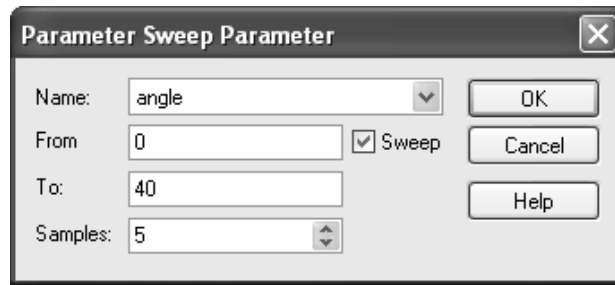 Parameter Sweep Parameter
Name: angle OK
From 0 Sweep Cancel
To: 40 Help
Samples: 5